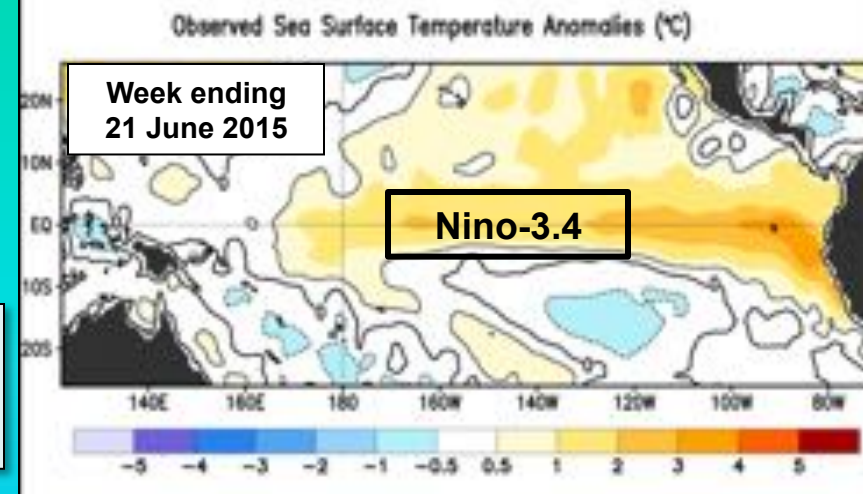 Observed Sea Surface Temperature Anomalies (°C)
Week ending
21 June 2015
20N
10N
EQ
10S
20S
Nino-3.4
140E 160E 180 160W 140W 120W 100W 80W
-5 -4 -3 -2 -1 -0.5 0.5 1 2 3 4 5